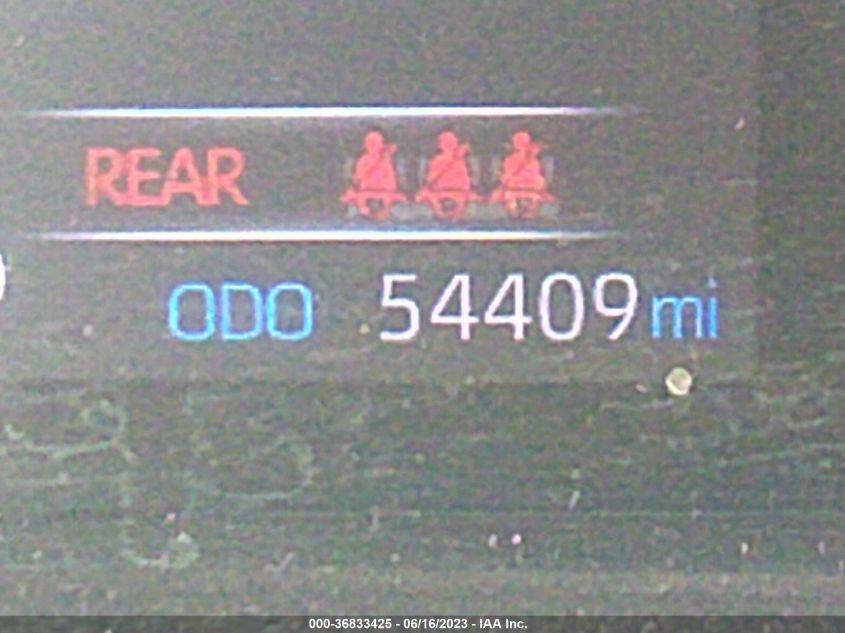 REAR
ODO 54409 mi
000-36833425 - 06/16/2023 - IAA Inc.